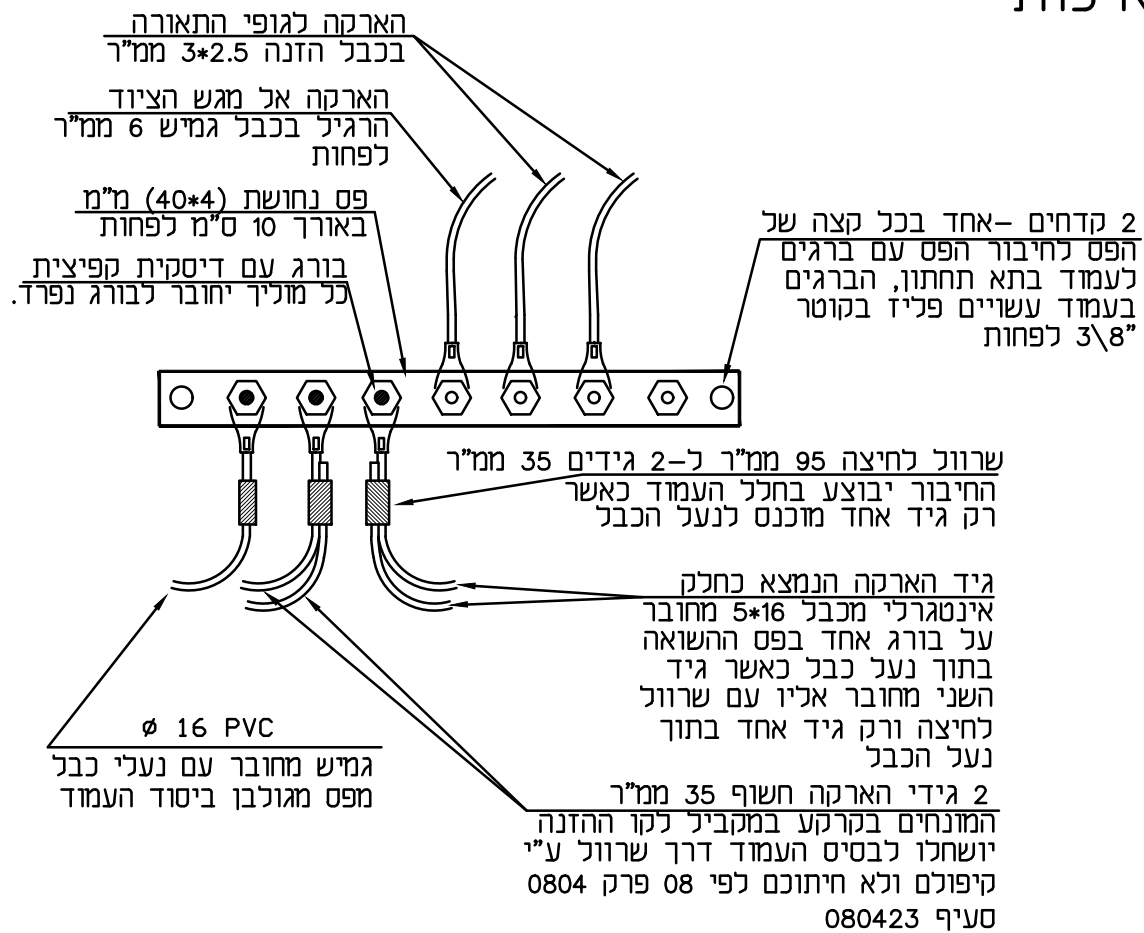 הארקה לגופי התאורה
בכבל הזנה 3*2.5 ממ"ר
הארקה אל מגש הציוד
הרגיל בכבל גמיש 6 ממ"ר
לפחות
פס נחושת (40*4) מ"מ
באורך 10 ס"מ לפחות
בורג עם דיסקית קפיצית
כל מוליך יחובר לבורג נפרד.
2 קדחים –אחד בכל קצה של
הפס לחיבור הפס עם ברגים
לעמוד בתא תחתון, הברגים
בעמוד עשויים פליז בקוטר
3\8" לפחות
שרוול לחיצה 95 ממ"ר ל–2 גידים 35 ממ"ר
החיבור יבוצע בחלל העמוד כאשר
רק גיד אחד מוכנס לנעל הכבל
גיד הארקה הנמצא כחלק
אינטגרלי מכבל 5*16 מחובר
על בורג אחד בפס ההשואה
בתוך נעל כבל כאשר גיד
השני מחובר אליו עם שרוול
לחיצה ורק גיד אחד בתוך
נעל הכבל
ø 16 PVC
גמיש מחובר עם נעלי כבל
מפס מגולבן ביסוד העמוד
2 גידי הארקה חשוף 35 ממ"ר
המונחים בקרקע במקביל לקו ההזנה
יושחלו לבסיס העמוד דרך שרוול ע"י
קיפולם ולא חיתוכם לפי 08 פרק 0804
סעיף 080423